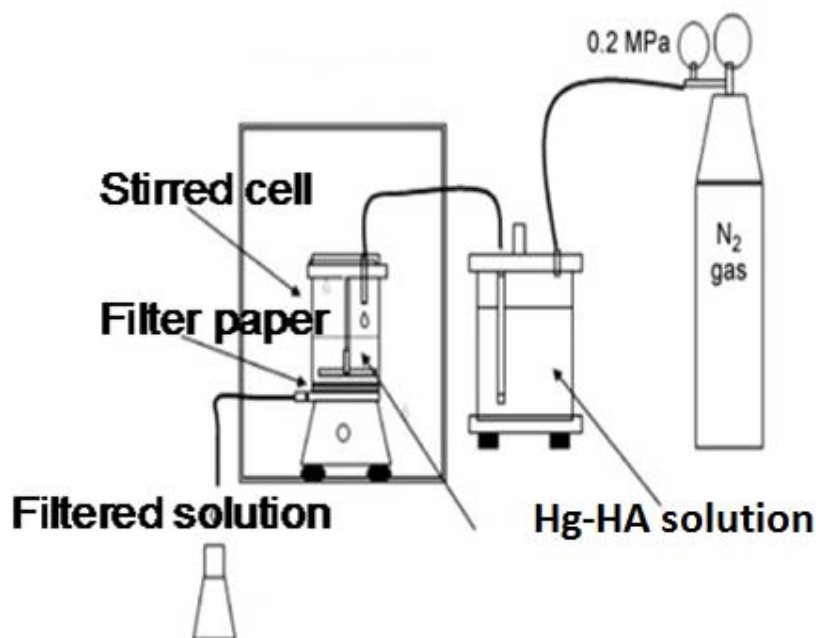 0.2 MPa
Stirred cell
N2
gas
Filter paper
Filtered solution
Hg-HA solution